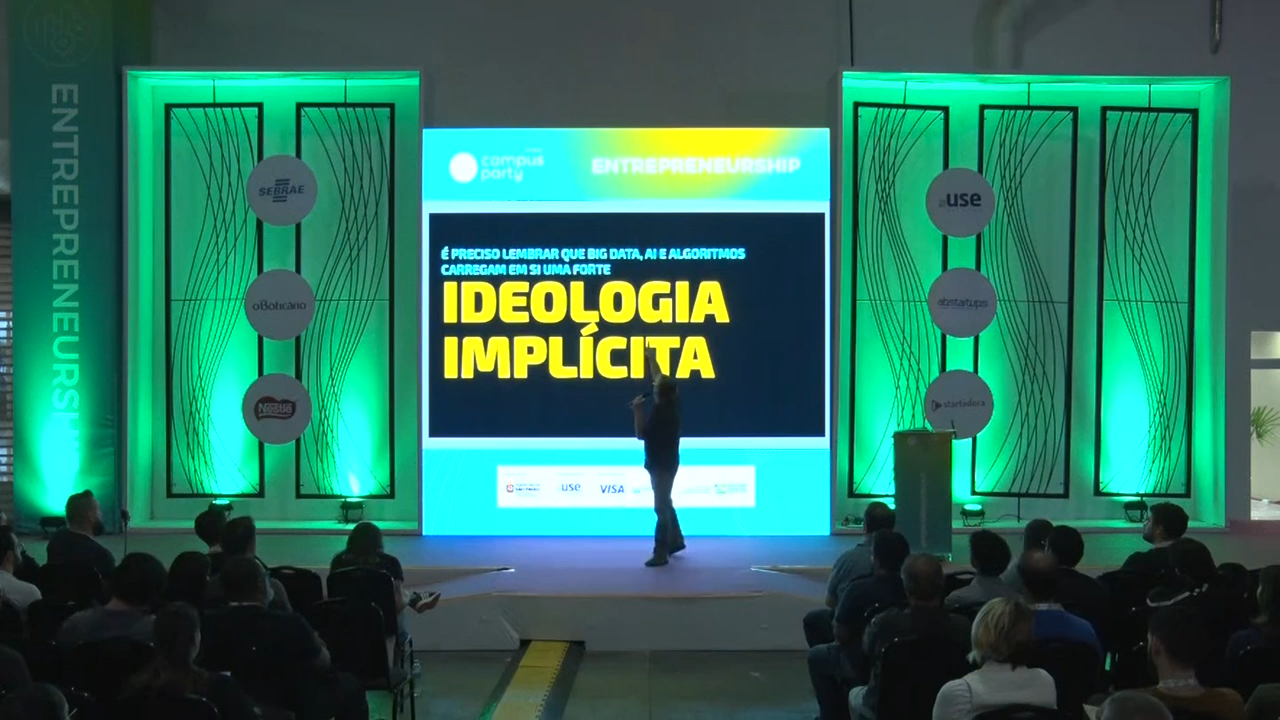 ENTREPRENEURSHIP
SEBRAE
oBoticário
Nestlé
campus
party
ENTREPRENEURSHIP
É PRECISO LEMBRAR QUE BIG DATA, AI E ALGORITMOS
CARREGAM EM SI UMA FORTE
IDEOLOGIA
IMPLÍCITA
use
VISA
use
abstartups
startadora